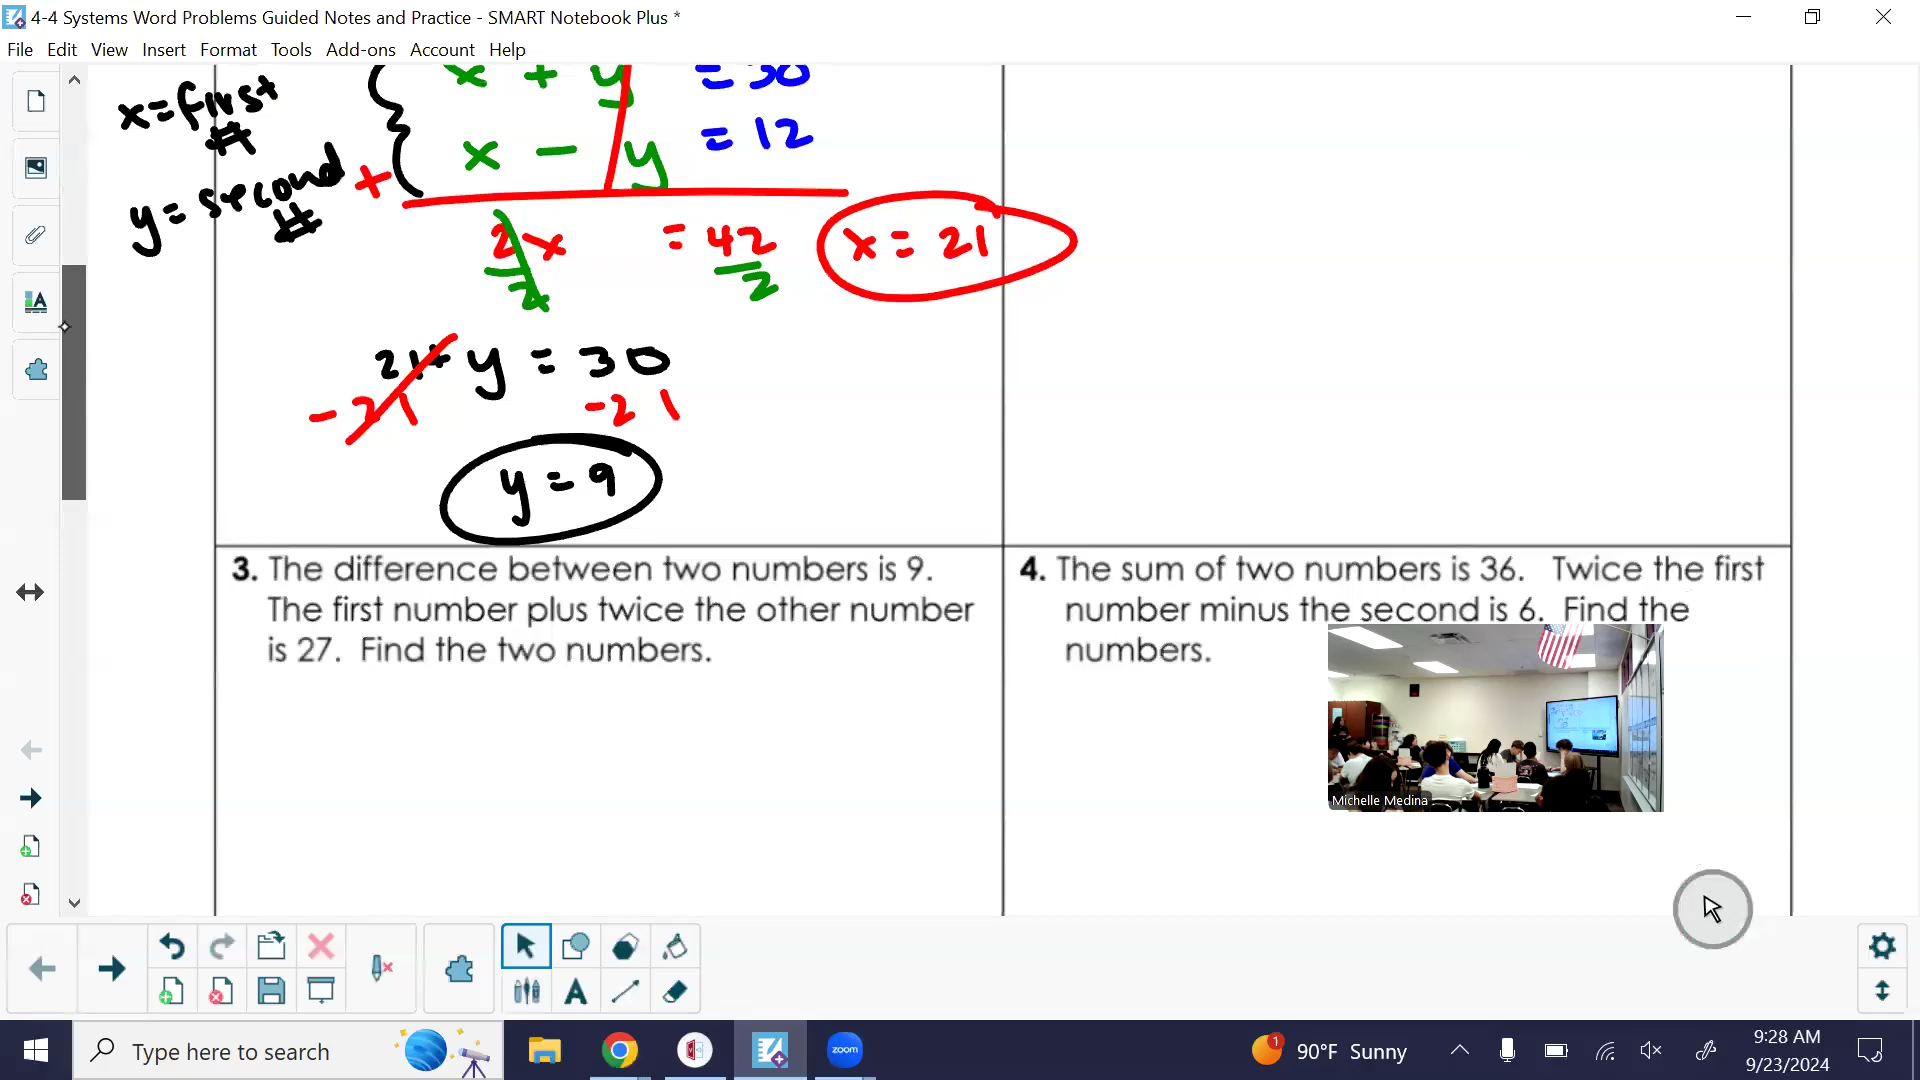 4-4 Systems Word Problems Guided Notes and Practice - SMART Notebook Plus *
File Edit View Insert Format Tools Add-ons Account Help
x + y = 30
x = first #
x - y = 12
y = second #
+
2x = 42
2 2
x = 21
21 + y = 30
-21 -21
y = 9
3. The difference between two numbers is 9.
The first number plus twice the other number
is 27. Find the two numbers.
4. The sum of two numbers is 36. Twice the first
number minus the second is 6. Find the
numbers.
Michelle Medina
Type here to search
zoom
1
90°F Sunny
9:28 AM
9/23/2024